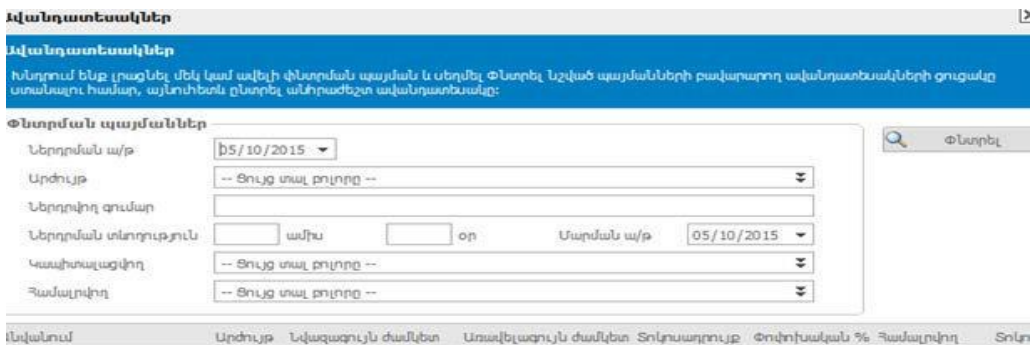 Ավանդատեսակներ
Ավանդատեսակներ
Խնդրում ենք լրացնել մեկ կամ ավելի փնտրման պայման և սեղմել Փնտրել նշված պայմանների բավարարող ավանդատեսակների ցուցակը
ստանալու համար, այնուհետև ընտրել անհրաժեշտ ավանդատեսակը:
Փնտրման պայմաններ
Փնտրել
Ներդրման ա/թ 05/10/2015
Արժույթ -- Ցույց տալ բոլորը --
Ներդրվող գումար
Ներդրման տևողություն ամիս օր Մարման ա/թ 05/10/2015
Կապիտալացվող -- Ցույց տալ բոլորը --
Համալրվող -- Ցույց տալ բոլորը --
Անվանում Արժույթ Նվազագույն ժամկետ Առավելագույն ժամկետ Տոկոսադրույք Փոփոխական % Համալրվող Տոկո